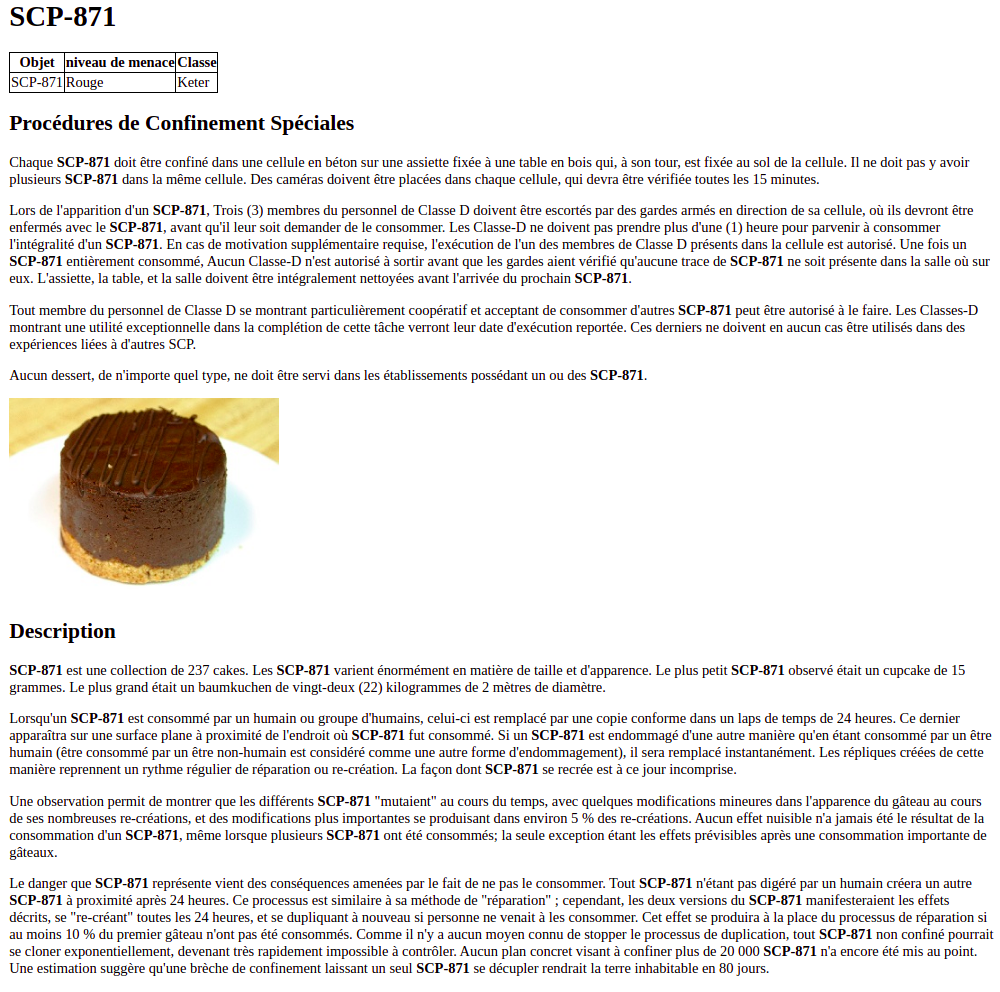 SCP-871
Objet niveau de menace Classe
SCP-871 Rouge Keter
Procédures de Confinement Spéciales
Chaque SCP-871 doit être confiné dans une cellule en béton sur une assiette fixée à une table en bois qui, à son tour, est fixée au sol de la cellule. Il ne doit pas y avoir
plusieurs SCP-871 dans la même cellule. Des caméras doivent être placées dans chaque cellule, qui devra être vérifiée toutes les 15 minutes.
Lors de l'apparition d'un SCP-871, Trois (3) membres du personnel de Classe D doivent être escortés par des gardes armés en direction de sa cellule, où ils devront être
enfermés avec le SCP-871, avant qu'il leur soit demander de le consommer. Les Classe-D ne doivent pas prendre plus d'une (1) heure pour parvenir à consommer
l'intégralité d'un SCP-871. En cas de motivation supplémentaire requise, l'exécution de l'un des membres de Classe D présents dans la cellule est autorisé. Une fois un
SCP-871 entièrement consommé, Aucun Classe-D n'est autorisé à sortir avant que les gardes aient vérifié qu'aucune trace de SCP-871 ne soit présente dans la salle où sur
eux. L'assiette, la table, et la salle doivent être intégralement nettoyées avant l'arrivée du prochain SCP-871.
Tout membre du personnel de Classe D se montrant particulièrement coopératif et acceptant de consommer d'autres SCP-871 peut être autorisé à le faire. Les Classes-D
montrant une utilité exceptionnelle dans la complétion de cette tâche verront leur date d'exécution reportée. Ces derniers ne doivent en aucun cas être utilisés dans des
expériences liées à d'autres SCP.
Aucun dessert, de n'importe quel type, ne doit être servi dans les établissements possédant un ou des SCP-871.
Description
SCP-871 est une collection de 237 cakes. Les SCP-871 varient énormément en matière de taille et d'apparence. Le plus petit SCP-871 observé était un cupcake de 15
grammes. Le plus grand était un baumkuchen de vingt-deux (22) kilogrammes de 2 mètres de diamètre.
Lorsqu'un SCP-871 est consommé par un humain ou groupe d'humains, celui-ci est remplacé par une copie conforme dans un laps de temps de 24 heures. Ce dernier
apparaîtra sur une surface plane à proximité de l'endroit où SCP-871 fut consommé. Si un SCP-871 est endommagé d'une autre manière qu'en étant consommé par un être
humain (être consommé par un être non-humain est considéré comme une autre forme d'endommagement), il sera remplacé instantanément. Les répliques créées de cette
manière reprennent un rythme régulier de réparation ou re-création. La façon dont SCP-871 se recrée est à ce jour incomprise.
Une observation permit de montrer que les différents SCP-871 "mutaient" au cours du temps, avec quelques modifications mineures dans l'apparence du gâteau au cours
de ses nombreuses re-créations, et des modifications plus importantes se produisant dans environ 5 % des re-créations. Aucun effet nuisible n'a jamais été le résultat de la
consommation d'un SCP-871, même lorsque plusieurs SCP-871 ont été consommés; la seule exception étant les effets prévisibles après une consommation importante de
gâteaux.
Le danger que SCP-871 représente vient des conséquences amenées par le fait de ne pas le consommer. Tout SCP-871 n'étant pas digéré par un humain créera un autre
SCP-871 à proximité après 24 heures. Ce processus est similaire à sa méthode de "réparation" ; cependant, les deux versions du SCP-871 manifesteraient les effets
décrits, se "re-créant" toutes les 24 heures, et se dupliquant à nouveau si personne ne venait à les consommer. Cet effet se produira à la place du processus de réparation si
au moins 10 % du premier gâteau n'ont pas été consommés. Comme il n'y a aucun moyen connu de stopper le processus de duplication, tout SCP-871 non confiné pourrait
se cloner exponentiellement, devenant très rapidement impossible à contrôler. Aucun plan concret visant à confiner plus de 20 000 SCP-871 n'a encore été mis au point.
Une estimation suggère qu'une brèche de confinement laissant un seul SCP-871 se décupler rendrait la terre inhabitable en 80 jours.